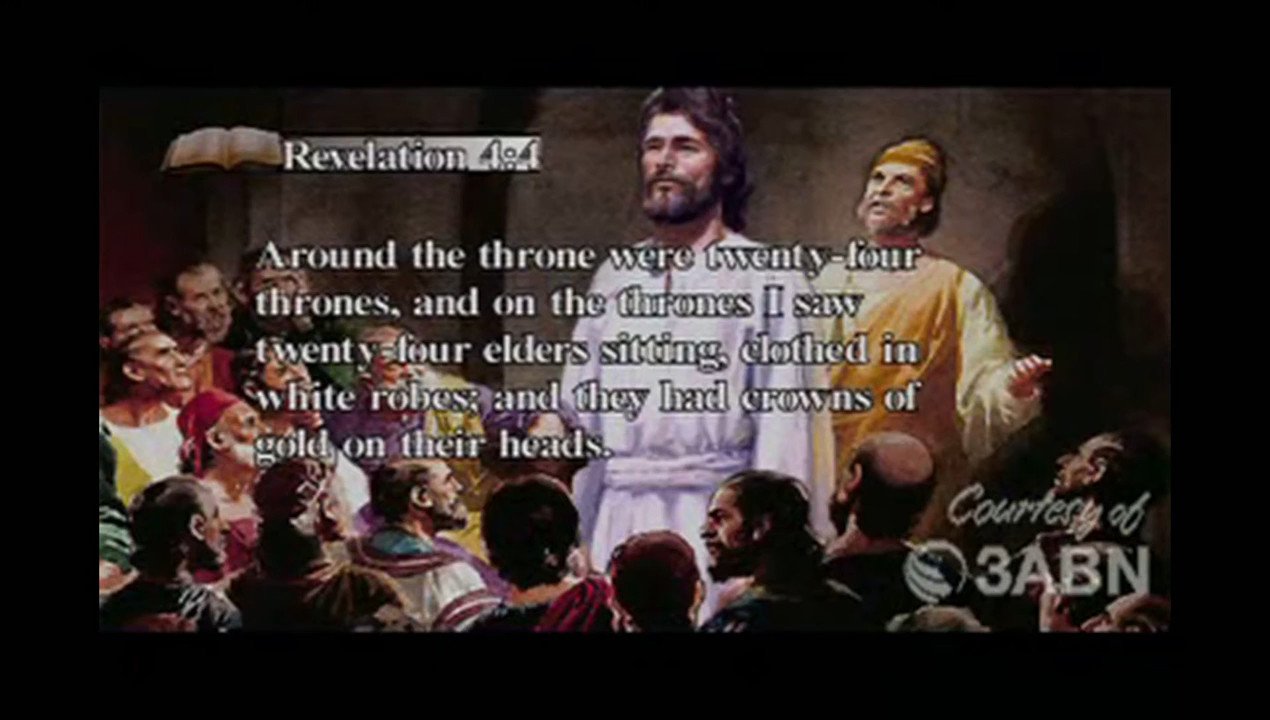 Revelation 4:4
Around the throne were twenty-four
thrones, and on the thrones I saw
twenty-four elders sitting, clothed in
white robes; and they had crowns of
gold on their heads.
Courtesy of
3ABN